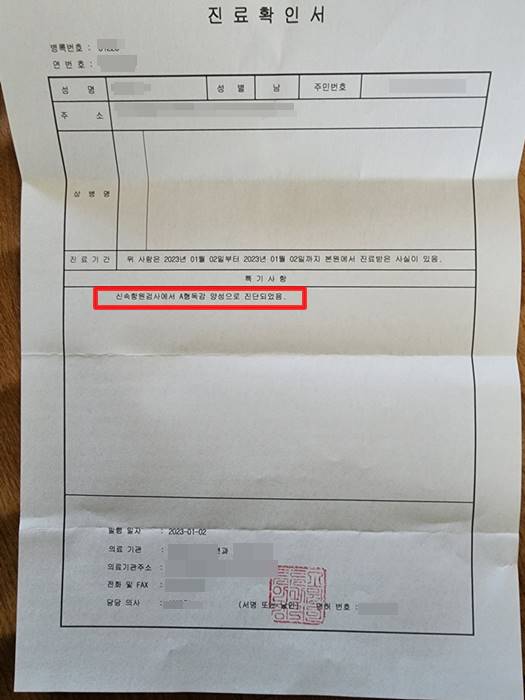 진료확인서
병록번호 :
연 번호 :
성 명 성 별 남 주민번호
주 소
상 병 명
진료기간 위 사람은 2023년 01월 02일부터 2023년 01월 02일까지 본원에서 진료받은 사실이 있음.
특기사항
신속항원검사에서 A형독감 양성으로 진단되었음.
발행 일자 : 2023-01-02
의료 기관 :
의료기관주소 :
전화 및 FAX :
담당 의사 : (서명 또는 날인) 면허 번호 :